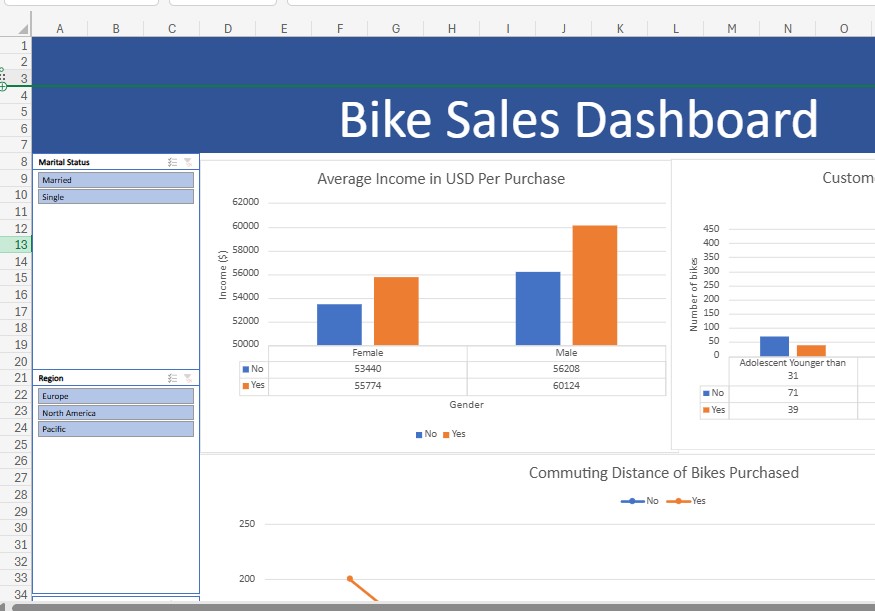 A B C D E F G H I J K L M N O
1
2
3
4
5
6
7
8
9
10
11
12
13
14
15
16
17
18
19
20
21
22
23
24
25
26
27
28
29
30
31
32
33
34
Bike Sales Dashboard
Marital Status
Married
Single
Region
Europe
North America
Pacific
Average Income in USD Per Purchase
Income ($)
62000
60000
58000
56000
54000
52000
50000
Female Male
No 53440 56208
Yes 55774 60124
Gender
No Yes
Custom
Number of bikes
450
400
350
300
250
200
150
100
50
0
Adolescent Younger than
31
No 71
Yes 39
Commuting Distance of Bikes Purchased
No Yes
250
200